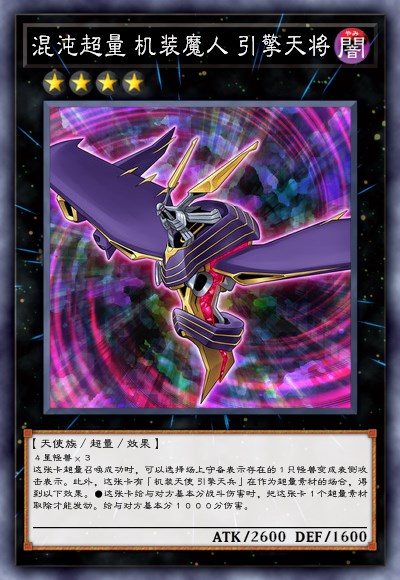 混沌超量 机装魔人 引擎天将
闇
やみ
【天使族／超量／效果】
４星怪兽×３
这张卡超量召唤成功时，可以选择场上守备表示存在的１只怪兽变成表侧攻
击表示。此外，这张卡有「机装天使 引擎天兵」在作为超量素材的场合，得
到以下效果。●这张卡给与对方基本分战斗伤害时，把这张卡１个超量素材
取除才能发动。给与对方基本分１０００分伤害。
ATK/2600 DEF/1600